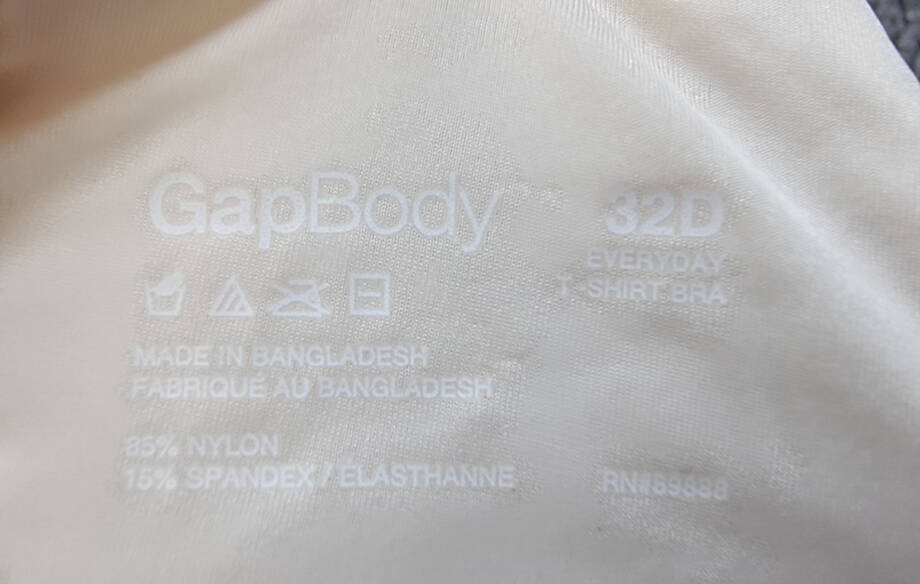 GapBody
32D
EVERYDAY
T-SHIRT BRA
MADE IN BANGLADESH
FABRIQUÉ AU BANGLADESH
85% NYLON
15% SPANDEX / ELASTHANNE
RN#89888